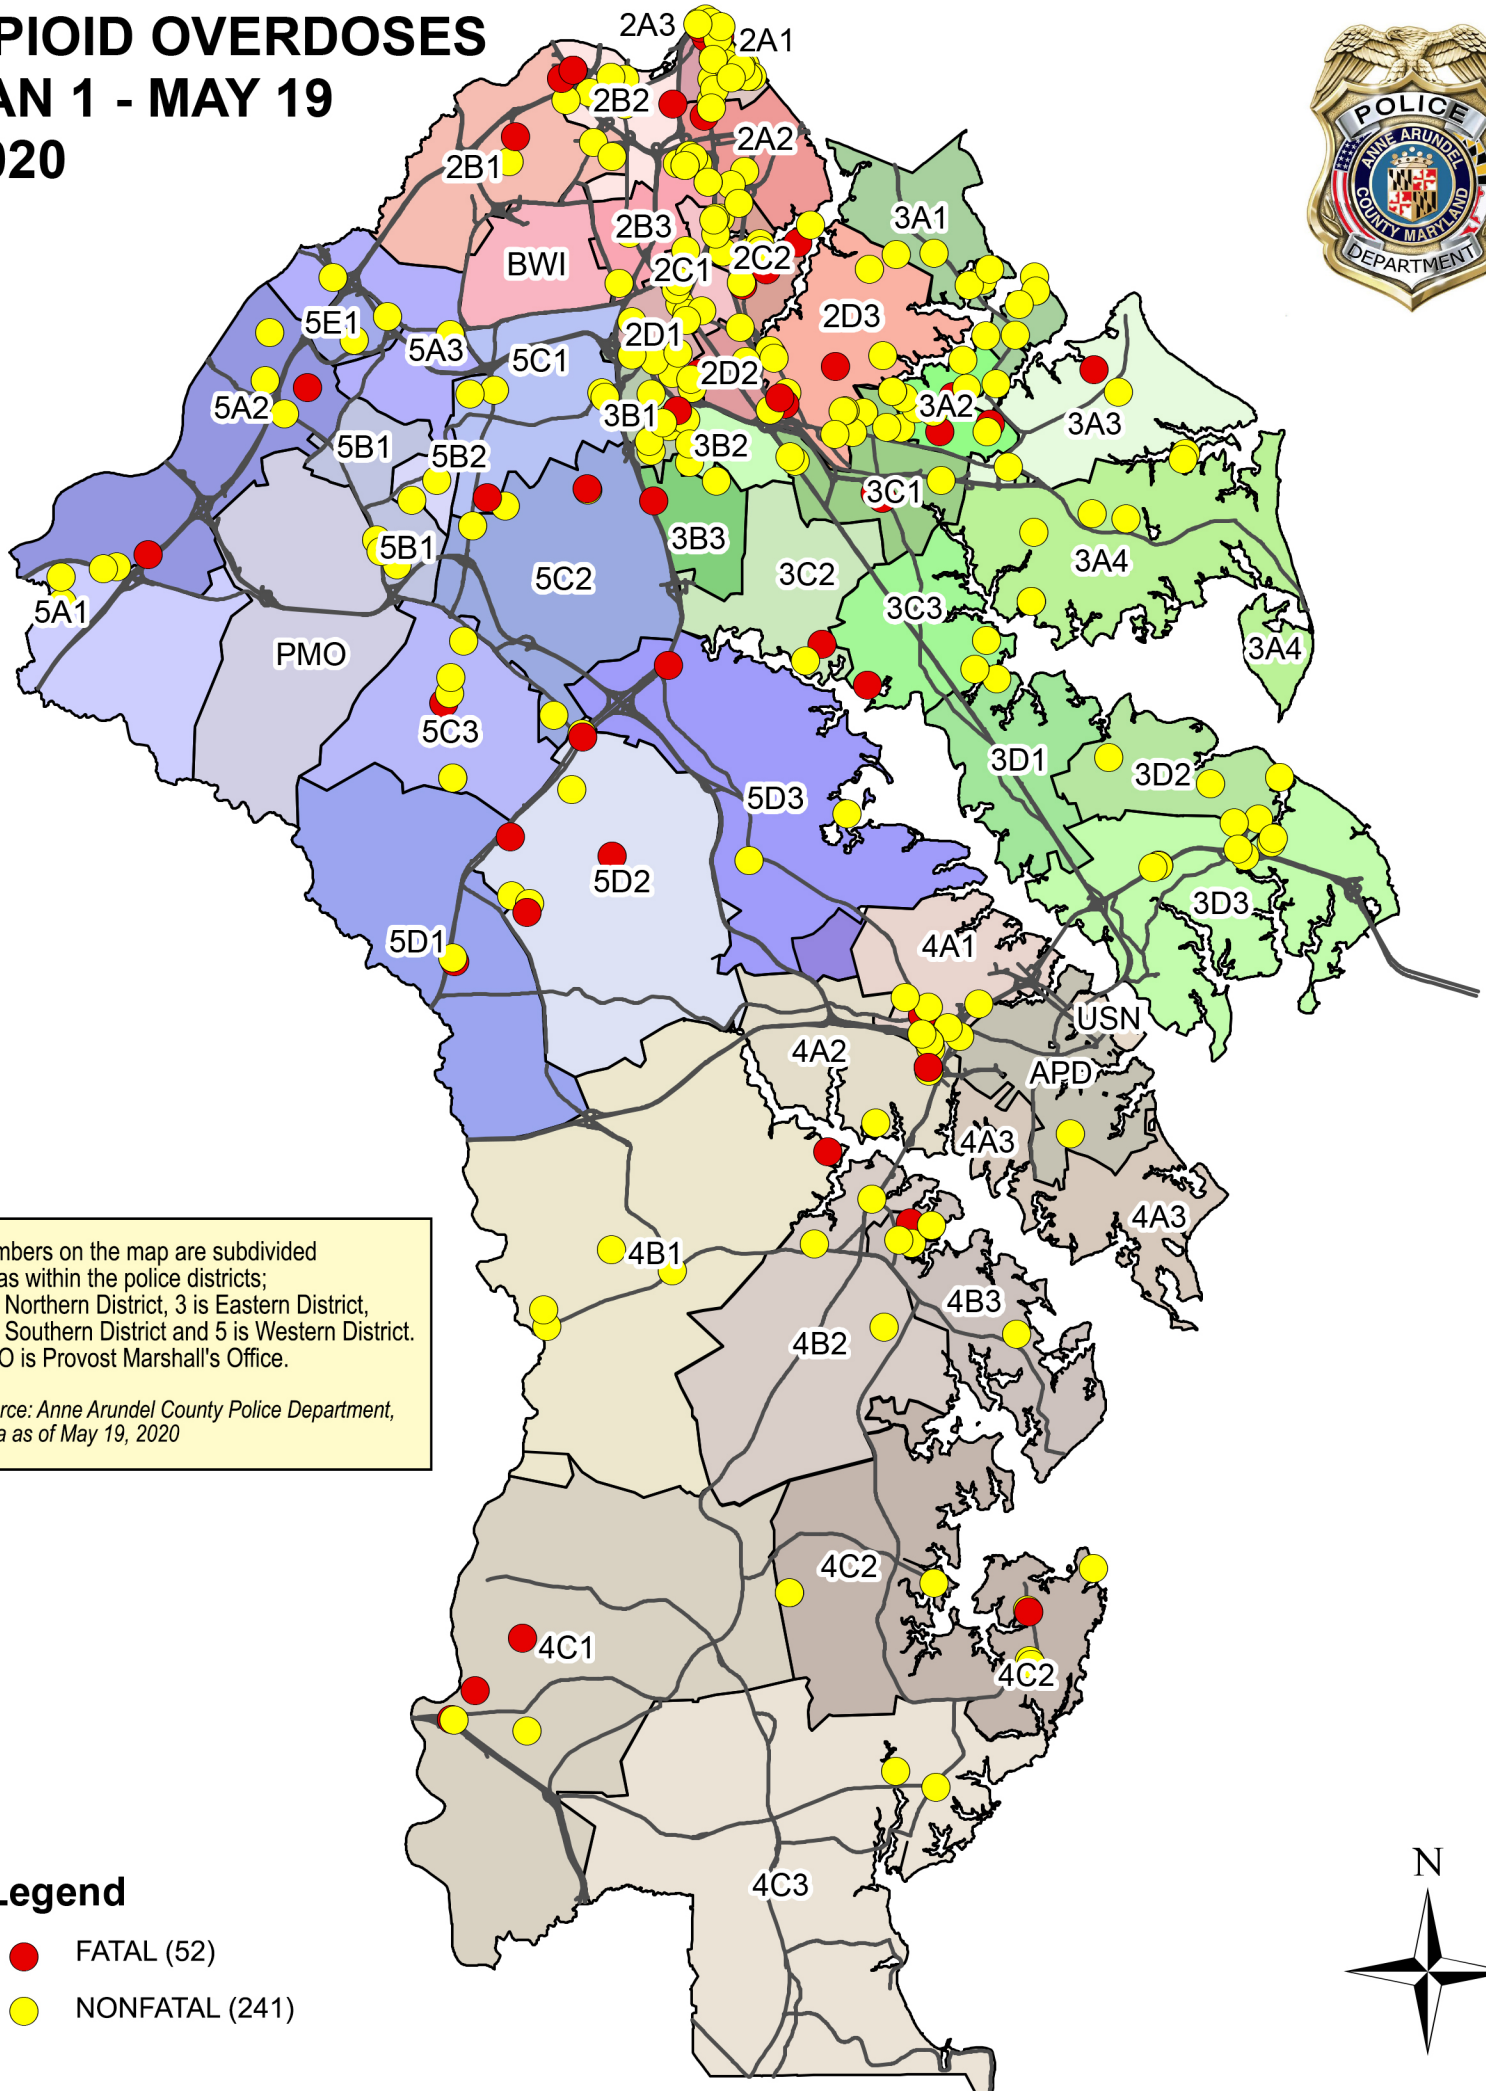 PIOID OVERDOSES
AN 1 - MAY 19
020
POLICE
ANNE ARUNDEL
COUNTY MARYLAND
DEPARTMENT
2A3
2A1
2B2
2A2
2B1
3A1
2B3
BWI
2C1
2C2
5E1
2D1
2D3
5A3
5C1
2D2
5A2
3B1
3A2
3A3
5B1
5B2
3B2
3C1
5B1
3B3
5C2
3C2
3A4
5A1
3C3
PMO
3A4
5C3
3D1
3D2
5D3
5D2
3D3
5D1
4A1
USN
4A2
APD
4A3
4A3
4B1
4B3
4B2
4C2
4C1
4C2
4C3
mbers on the map are subdivided
as within the police districts;
Northern District, 3 is Eastern District,
Southern District and 5 is Western District.
O is Provost Marshall's Office.
rce: Anne Arundel County Police Department,
a as of May 19, 2020
Legend
FATAL (52)
NONFATAL (241)
N